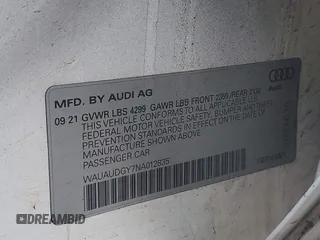 MFD. BY AUDI AG
09 21 GVWR LBS 4299 GAWR LBS FRONT REAR
THIS VEHICLE CONFORMS TO ALL APPLICABLE U.S.
FEDERAL MOTOR VEHICLE SAFETY, BUMPER AND THEFT
PREVENTION STANDARDS IN EFFECT ON THE DATE OF
MANUFACTURE SHOWN ABOVE
PASSENGER CAR
WAUAUDGY7NA012835
Audi
DREAMBID